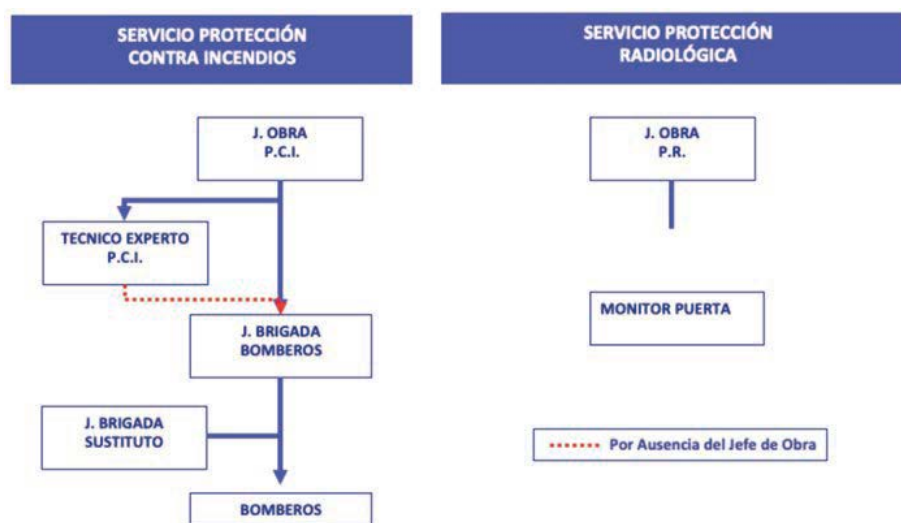 SERVICIO PROTECCIÓN
CONTRA INCENDIOS
J. OBRA
P.C.I.
TECNICO EXPERTO
P.C.I.
J. BRIGADA
BOMBEROS
J. BRIGADA
SUSTITUTO
BOMBEROS
SERVICIO PROTECCIÓN
RADIOLÓGICA
J. OBRA
P.R.
MONITOR PUERTA
Por Ausencia del Jefe de Obra